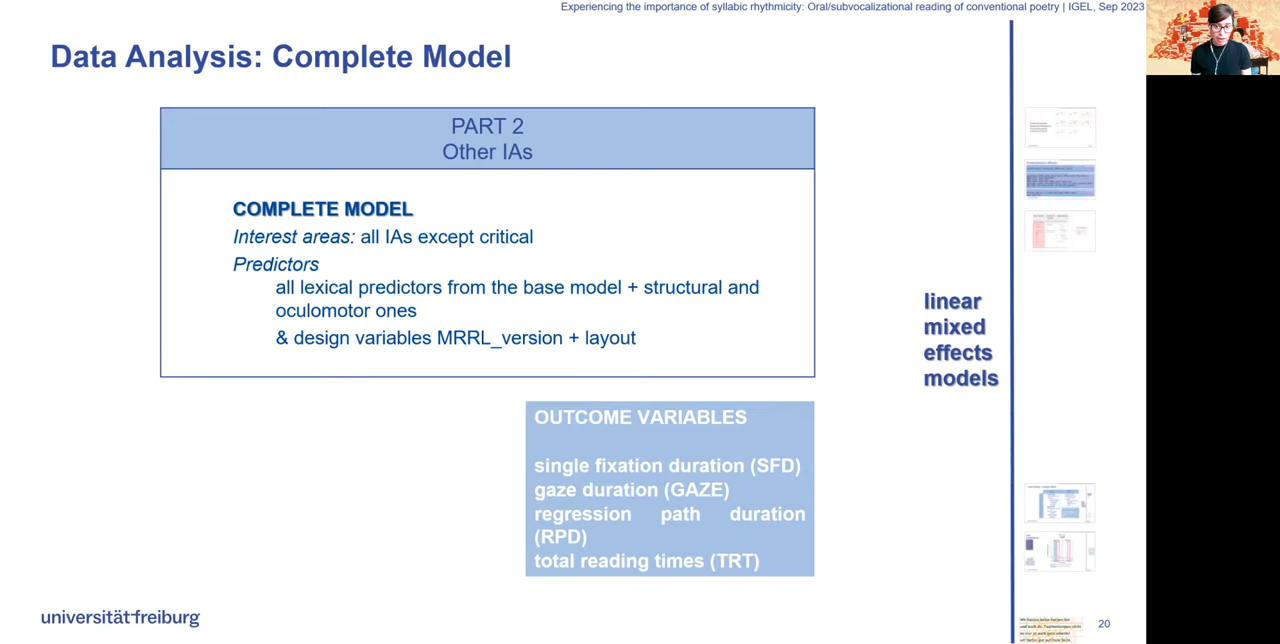 Experiencing the importance of syllabic rhythmicity: Oral/subvocalizational reading of conventional poetry | IGEL, Sep 2023
Data Analysis: Complete Model
PART 2
Other IAs
COMPLETE MODEL
Interest areas: all IAs except critical
Predictors
all lexical predictors from the base model + structural and
oculomotor ones
& design variables MRRL_version + layout
linear
mixed
effects
models
OUTCOME VARIABLES
single fixation duration (SFD)
gaze duration (GAZE)
regression path duration
(RPD)
total reading times (TRT)
universität freiburg
20